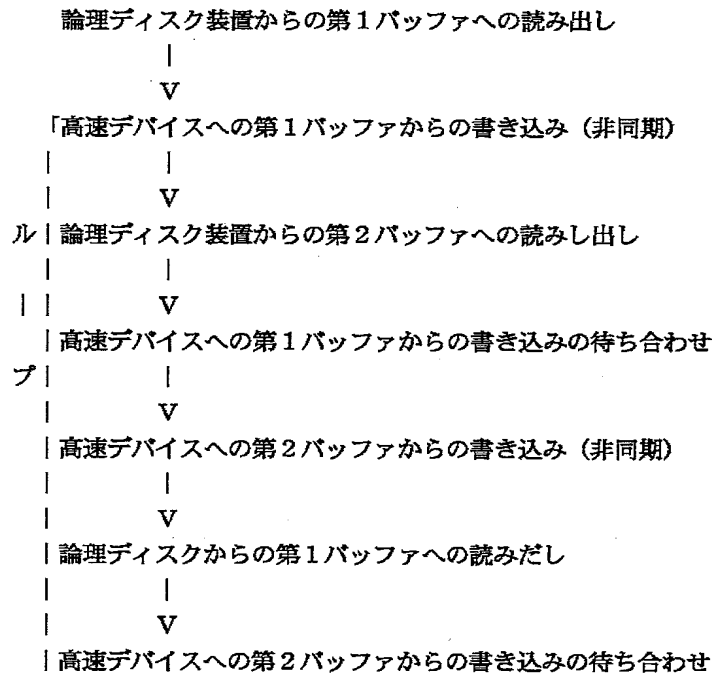 論理ディスク装置からの第1バッファへの読み出し
|
V
「高速デバイスへの第1バッファからの書き込み（非同期）
| |
| V
ル | 論理ディスク装置からの第2バッファへの読みし出し
| |
| | V
| 高速デバイスへの第1バッファからの書き込みの待ち合わせ
プ | |
| V
| 高速デバイスへの第2バッファからの書き込み（非同期）
| |
| V
| 論理ディスクからの第1バッファへの読みだし
| |
| V
| 高速デバイスへの第2バッファからの書き込みの待ち合わせ